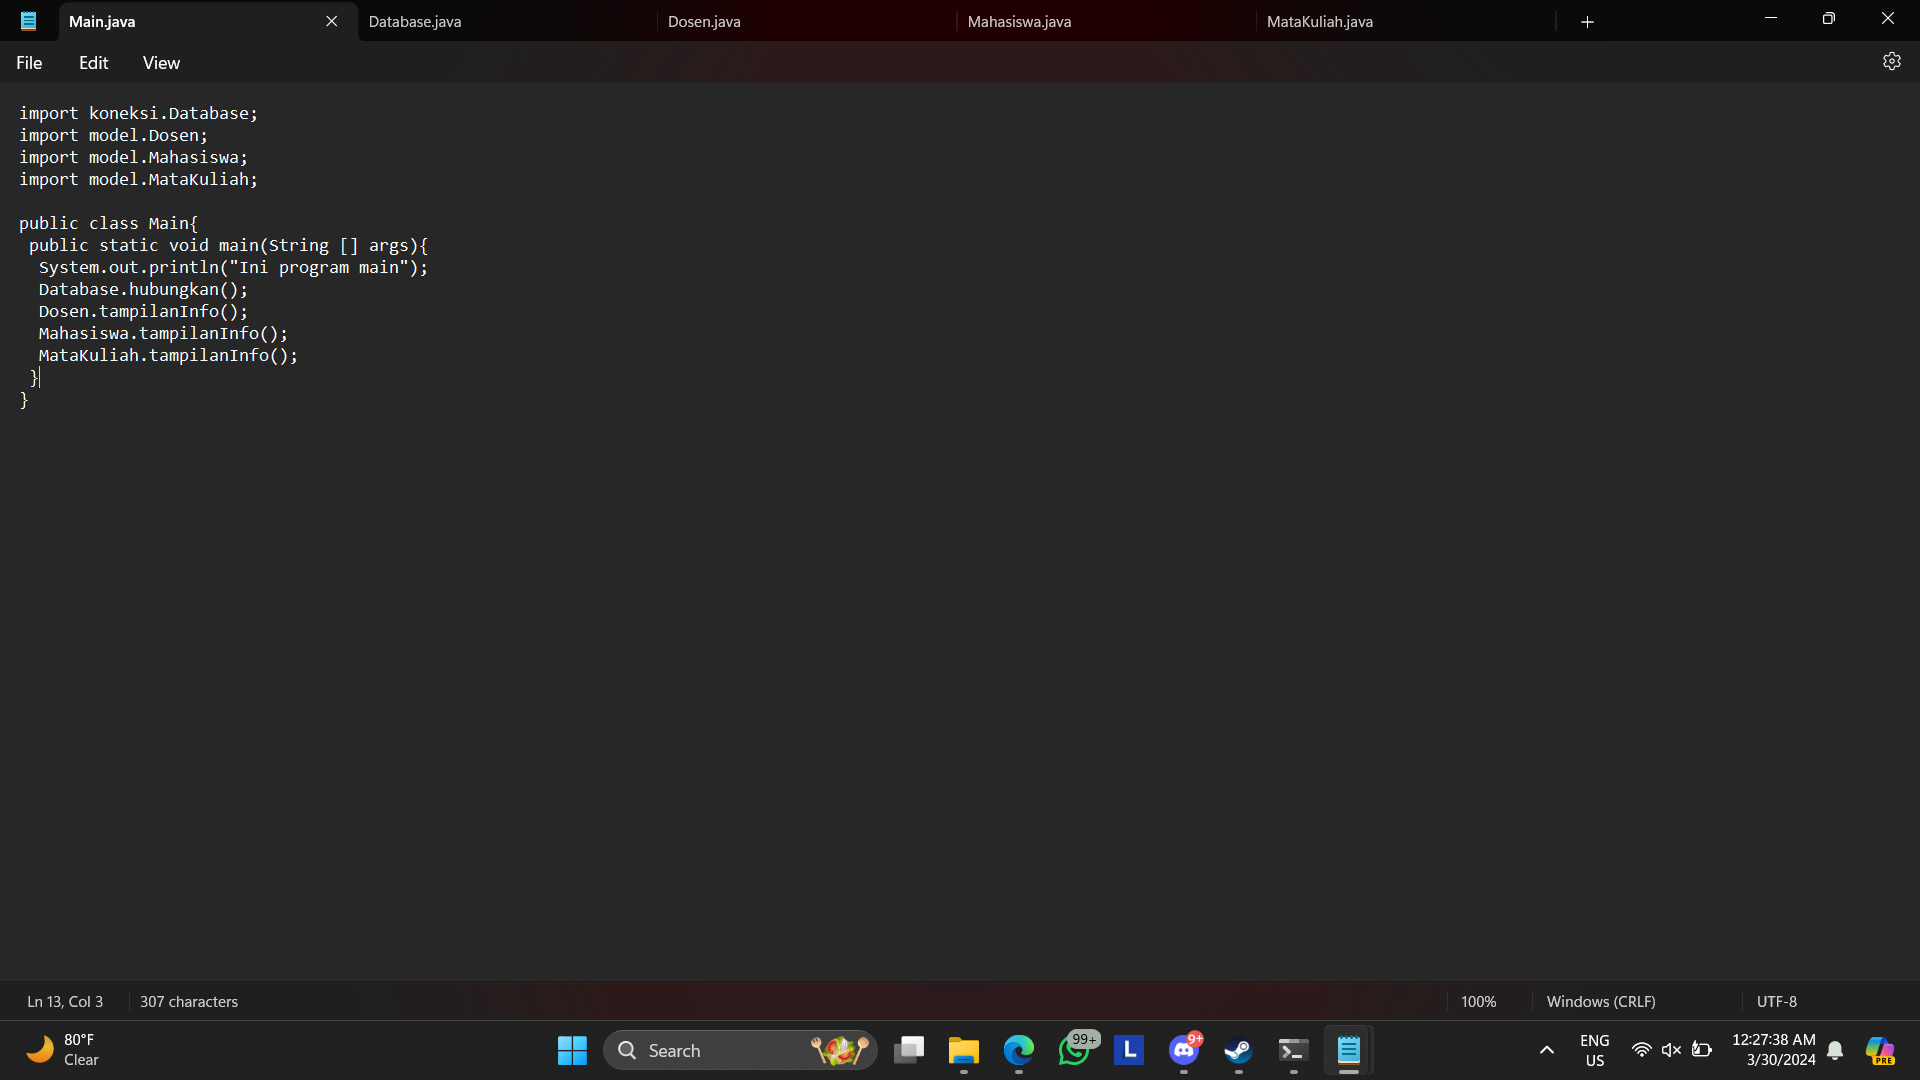 Main.java
Database.java
Dosen.java
Mahasiswa.java
MataKuliah.java
File
Edit
View
import koneksi.Database;
import model.Dosen;
import model.Mahasiswa;
import model.MataKuliah;
public class Main{
public static void main(String [] args){
System.out.println("Ini program main");
Database.hubungkan();
Dosen.tampilanInfo();
Mahasiswa.tampilanInfo();
MataKuliah.tampilanInfo();
}
}
Ln 13, Col 3
307 characters
100%
Windows (CRLF)
UTF-8
80°F
Clear
Search
99+
L
9+
ENG
US
12:27:38 AM
3/30/2024
PRE